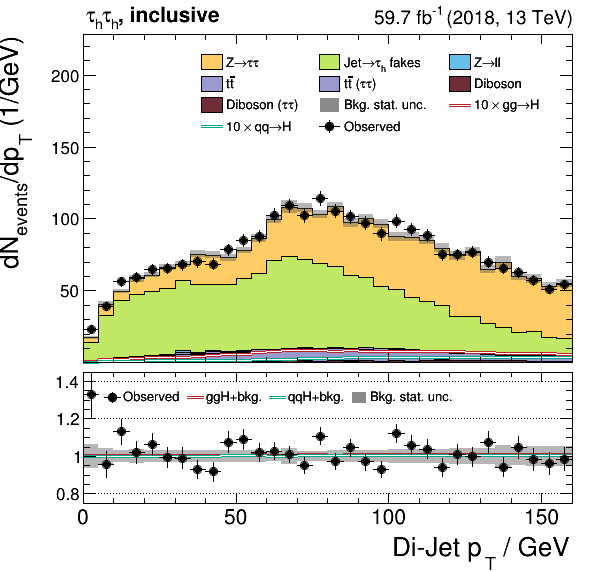 τhτh, inclusive 59.7 fb-1 (2018, 13 TeV)
dNevents/dpT (1/GeV)
200
150
100
50
Z→ττ Jet→τh fakes Z→ll
tt̄ tt̄ (ττ) Diboson
Diboson (ττ) Bkg. stat. unc. 10×gg→H
10×qq→H Observed
1.4
1.2
1
0.8
Observed ggH+bkg. qqH+bkg. Bkg. stat. unc.
0 50 100 150
Di-Jet pT / GeV